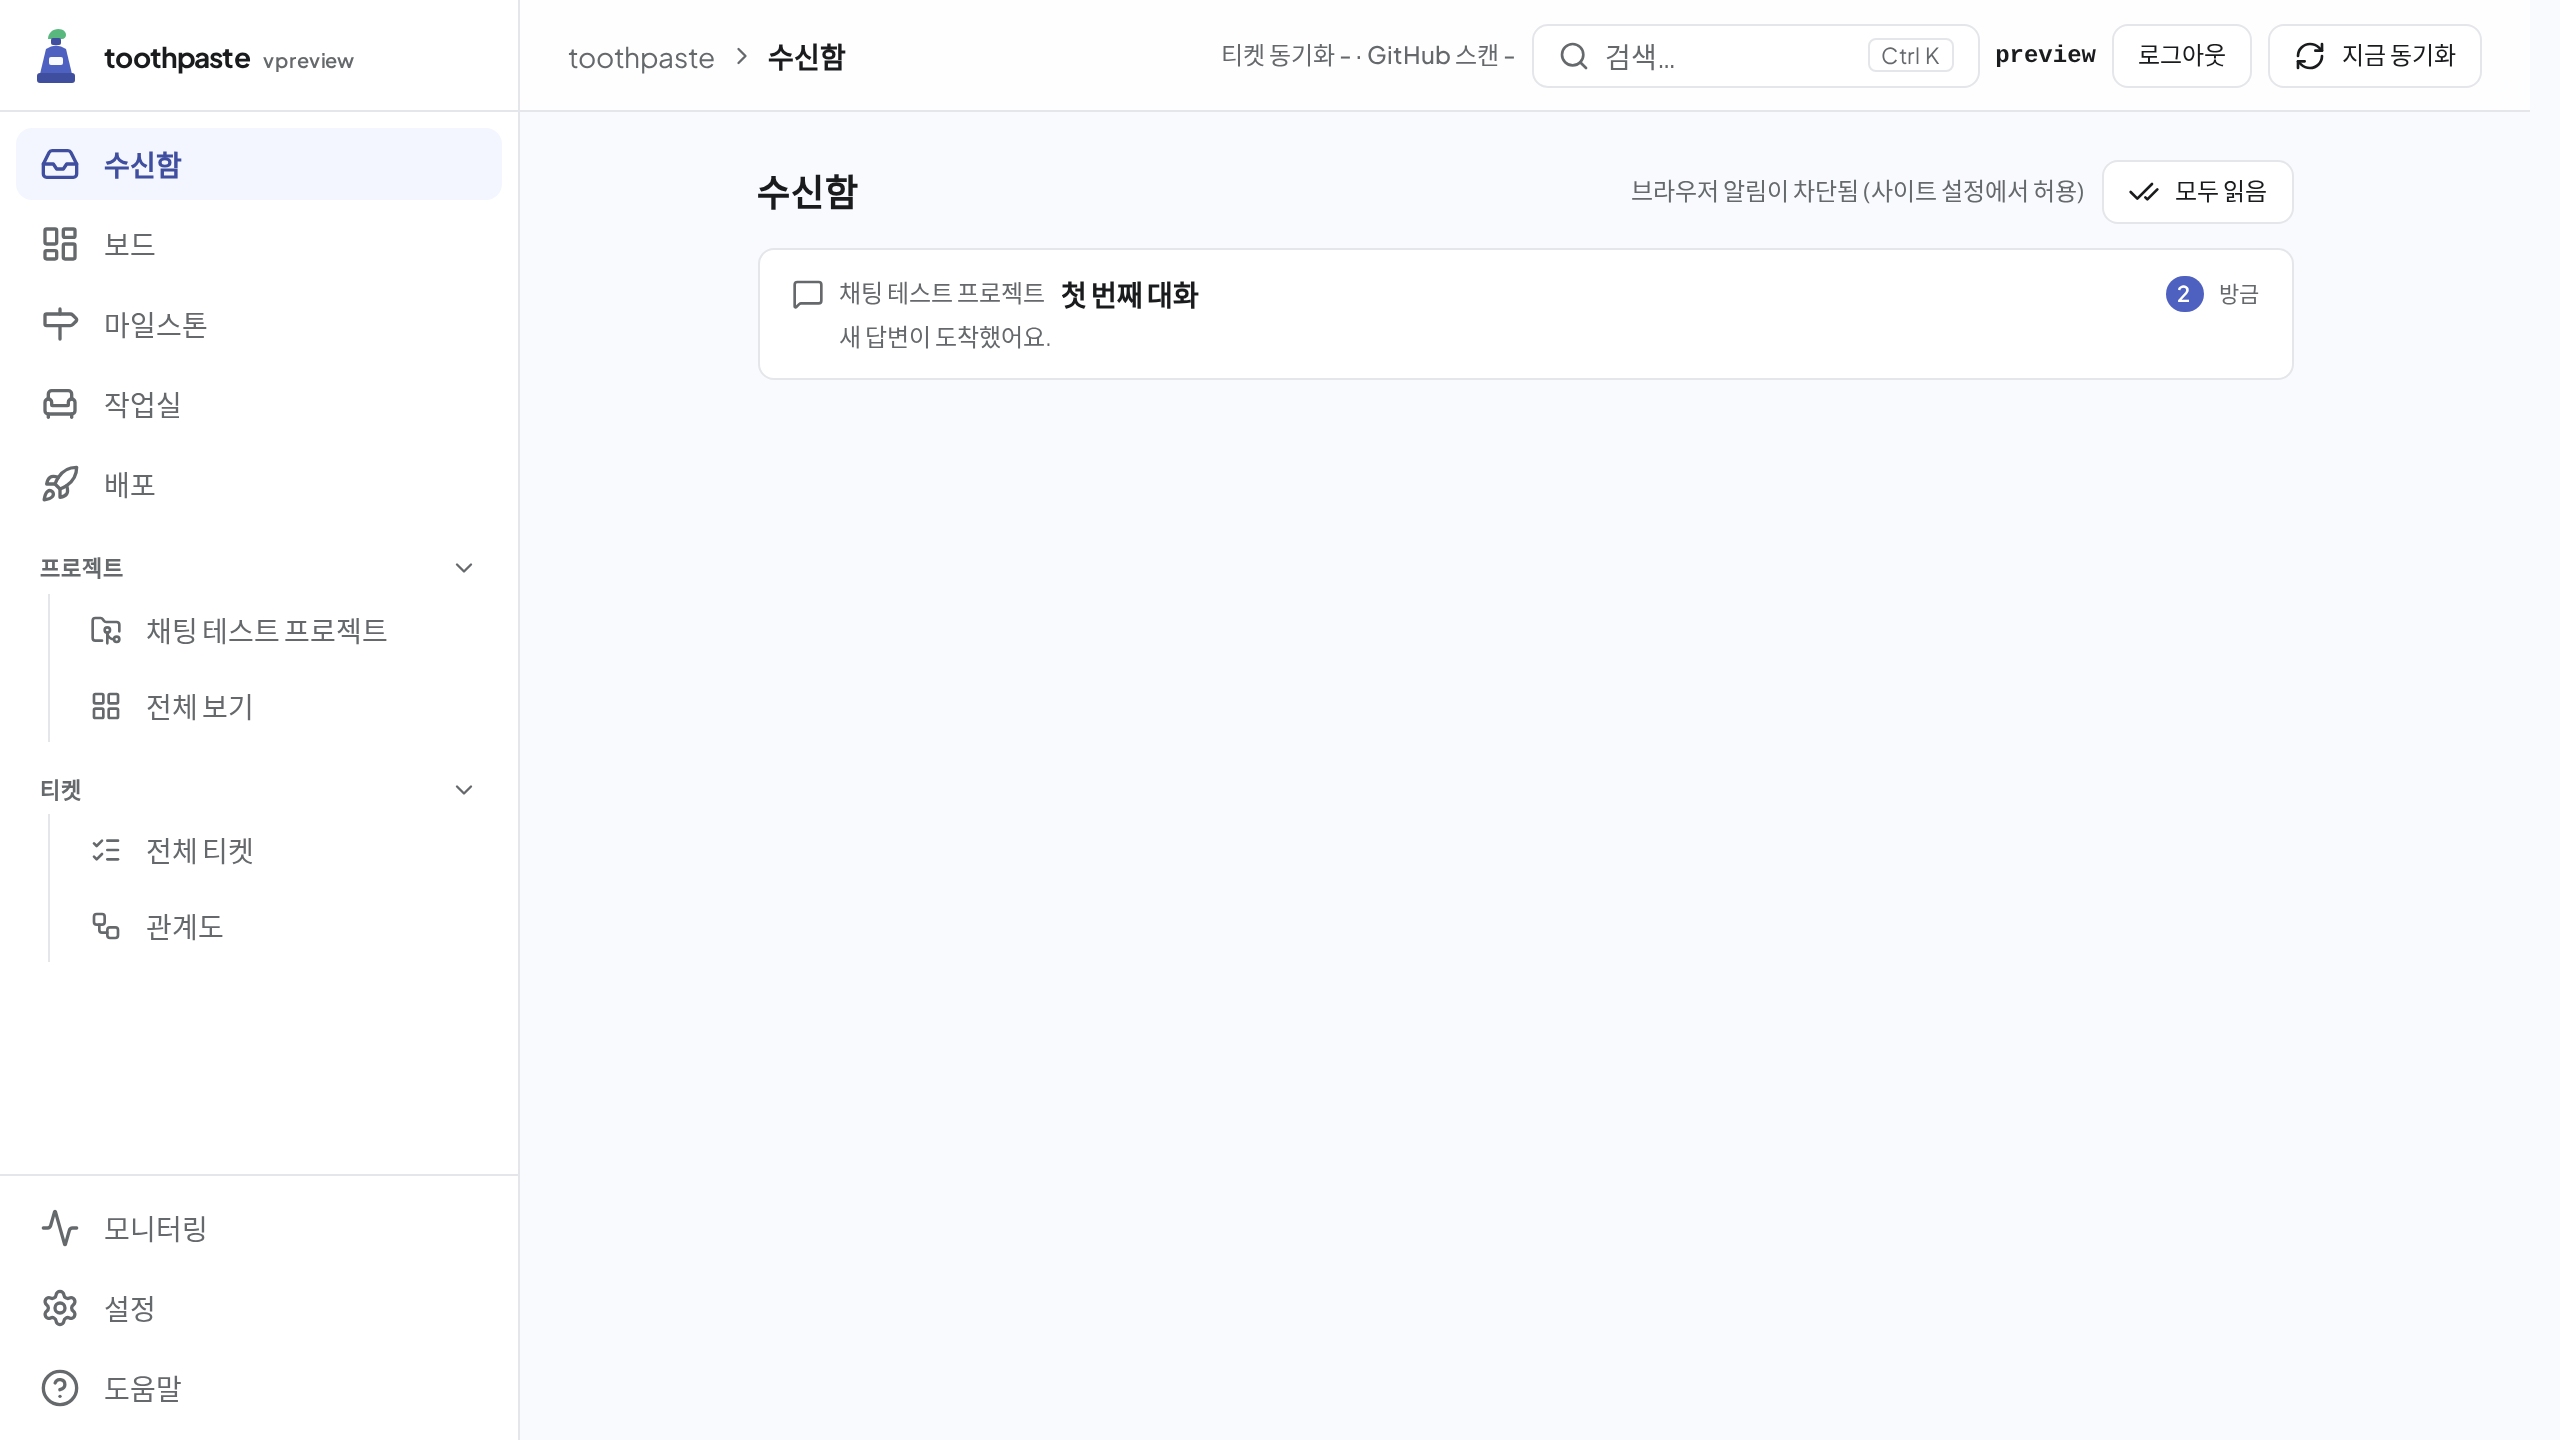 toothpaste vpreview
수신함
보드
마일스톤
작업실
배포
프로젝트
채팅 테스트 프로젝트
전체 보기
티켓
전체 티켓
관계도
모니터링
설정
도움말
toothpaste > 수신함
티켓 동기화 - · GitHub 스캔 -
검색... Ctrl K
preview
로그아웃
지금 동기화
수신함
브라우저 알림이 차단됨 (사이트 설정에서 허용)
모두 읽음
채팅 테스트 프로젝트 첫 번째 대화
2 방금
새 답변이 도착했어요.